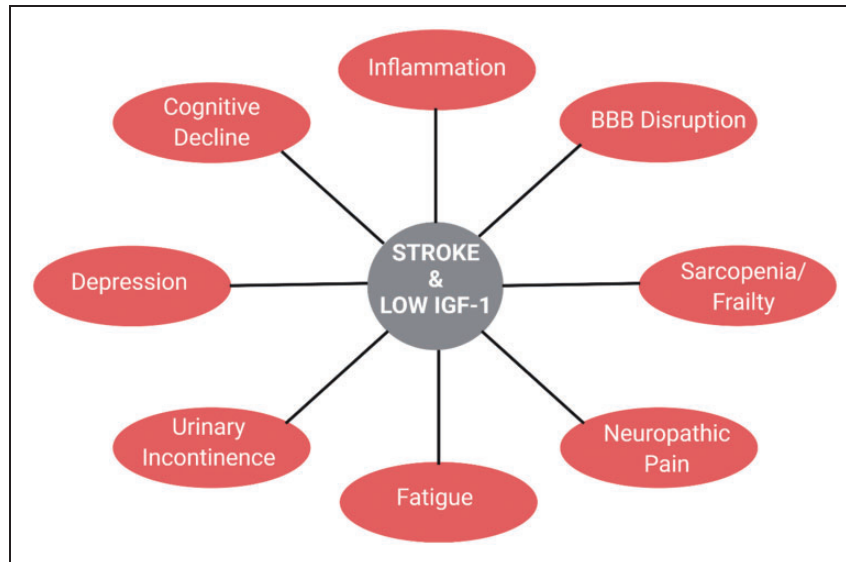 Inflammation
Cognitive
Decline
BBB Disruption
STROKE
&
LOW IGF-1
Depression
Sarcopenia/
Frailty
Urinary
Incontinence
Neuropathic
Pain
Fatigue